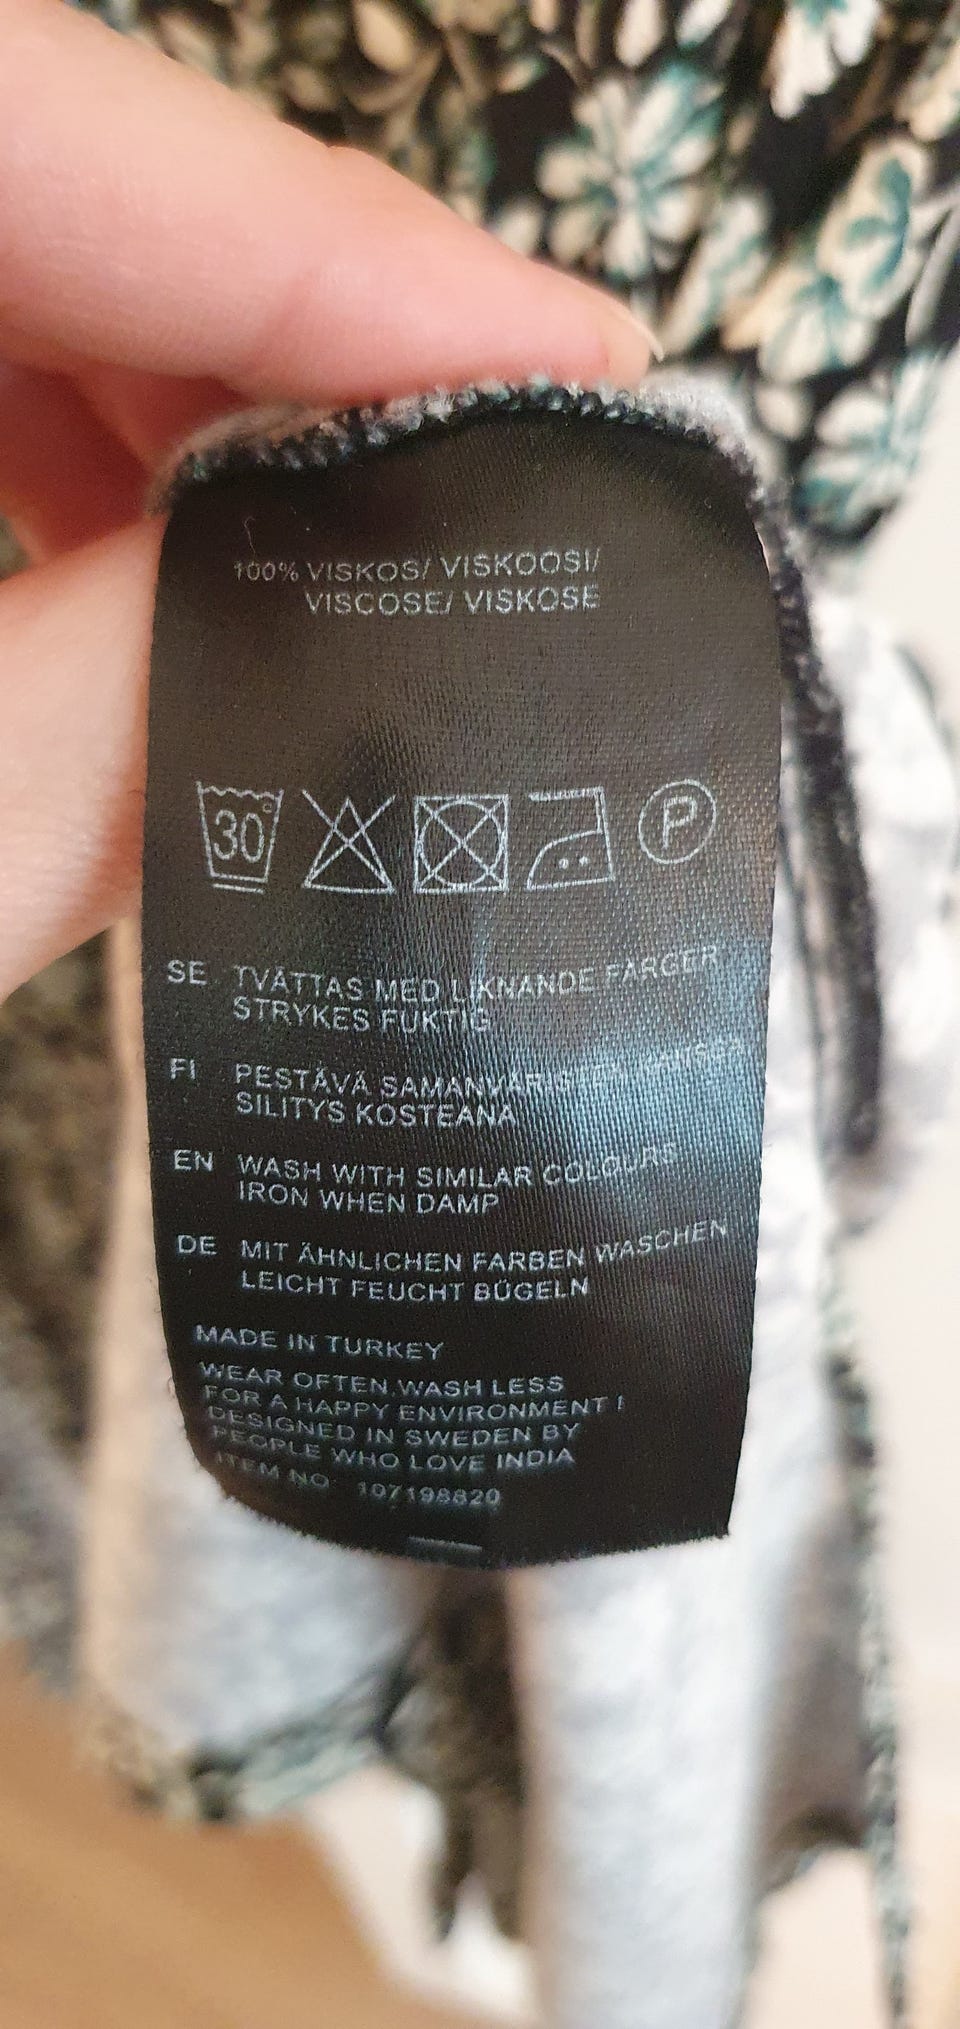 100% VISKOS/ VISKOOSI/
VISCOSE/ VISKOSE
30° P
SE TVÄTTAS MED LIKNANDE FÄRGER
STRYKES FUKTIG
FI PESTÄVÄ SAMANVÄRISTEN KANSSA
SILITYS KOSTEANA
EN WASH WITH SIMILAR COLOURS
IRON WHEN DAMP
DE MIT ÄHNLICHEN FARBEN WASCHEN
LEICHT FEUCHT BÜGELN
MADE IN TURKEY
WEAR OFTEN,WASH LESS
FOR A HAPPY ENVIRONMENT !
DESIGNED IN SWEDEN BY
PEOPLE WHO LOVE INDIA
ITEM NO: 107198820